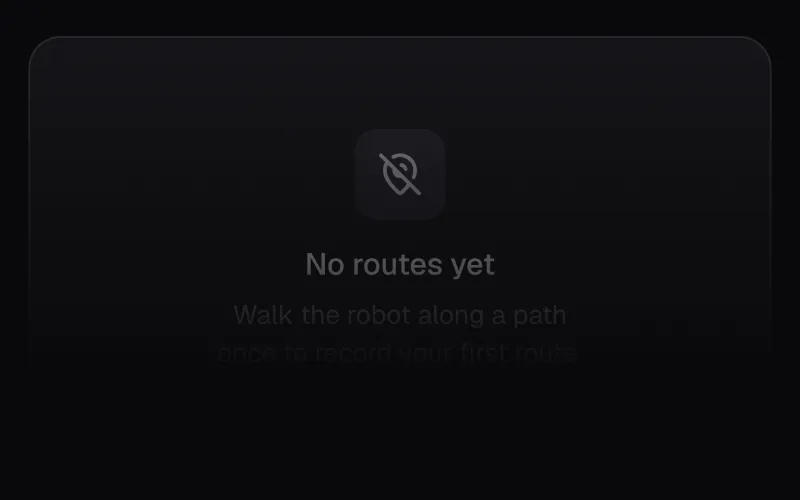 No routes yet
Walk the robot along a path
once to record your first route